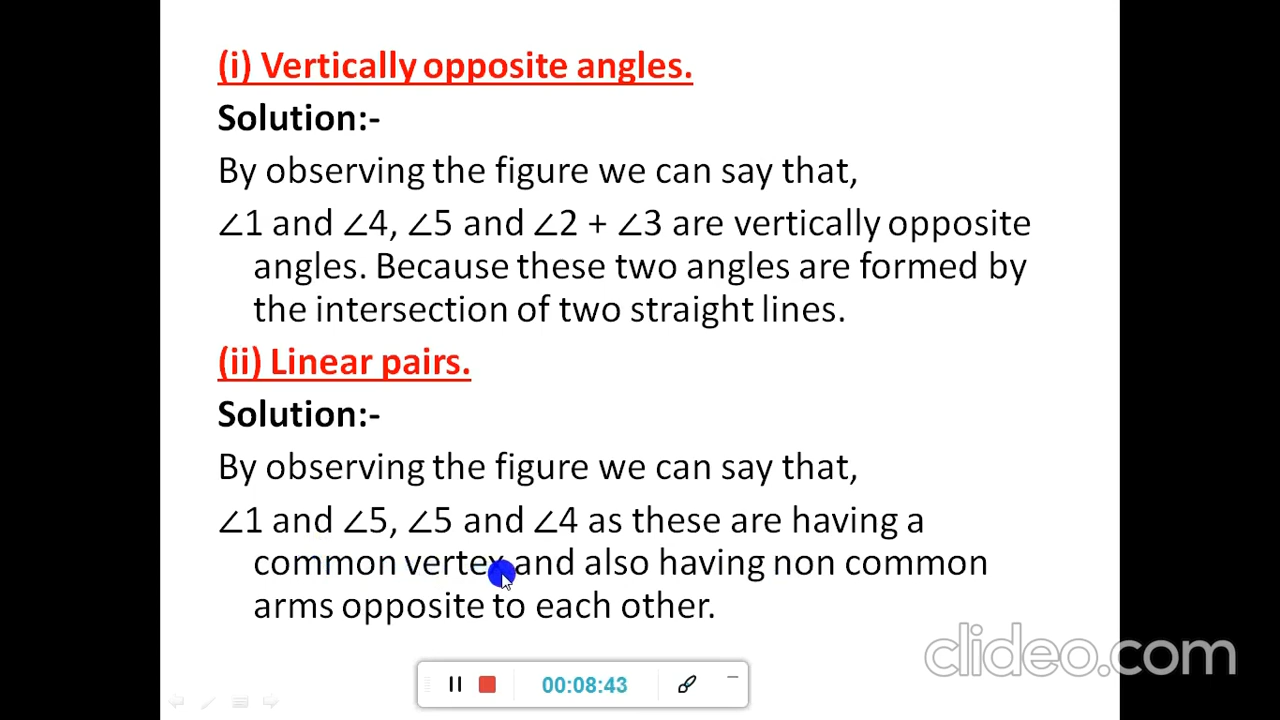 (i) Vertically opposite angles.
Solution:-
By observing the figure we can say that,
∠1 and ∠4, ∠5 and ∠2 + ∠3 are vertically opposite
angles. Because these two angles are formed by
the intersection of two straight lines.
(ii) Linear pairs.
Solution:-
By observing the figure we can say that,
∠1 and ∠5, ∠5 and ∠4 as these are having a
common vertex and also having non common
arms opposite to each other.
clideo.com
00:08:43